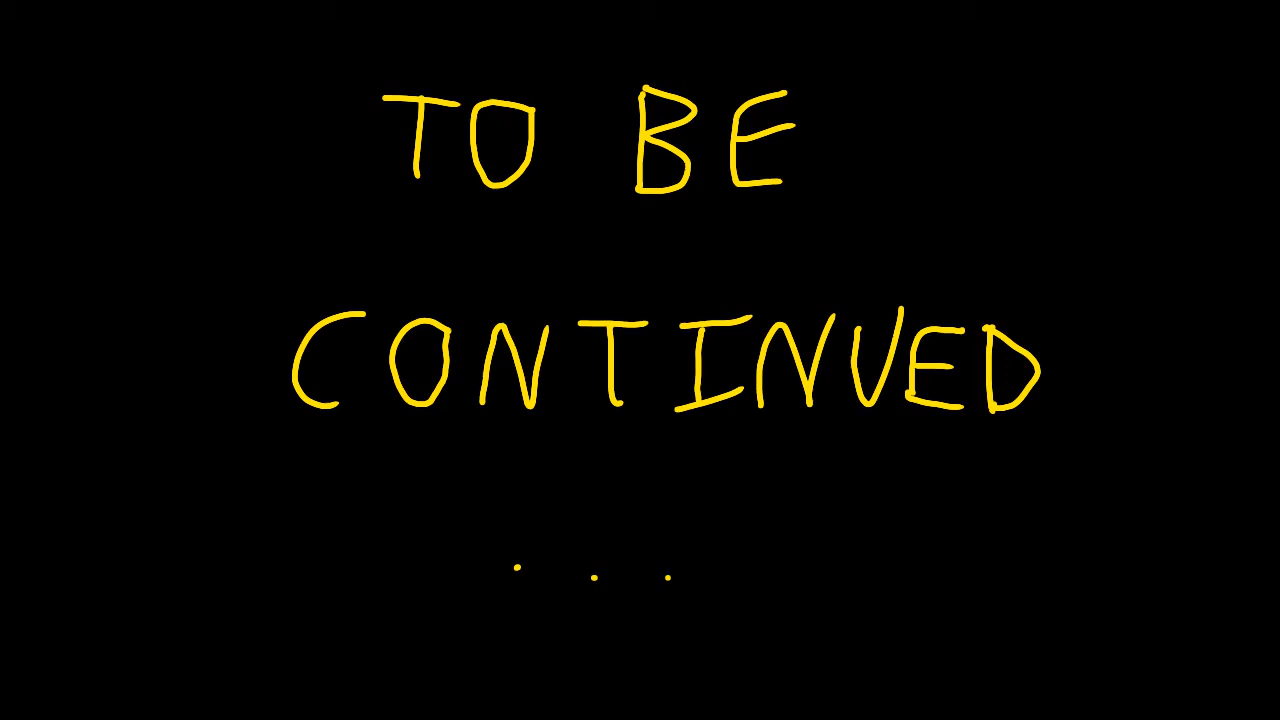 TO BE
CONTINUED
. . .